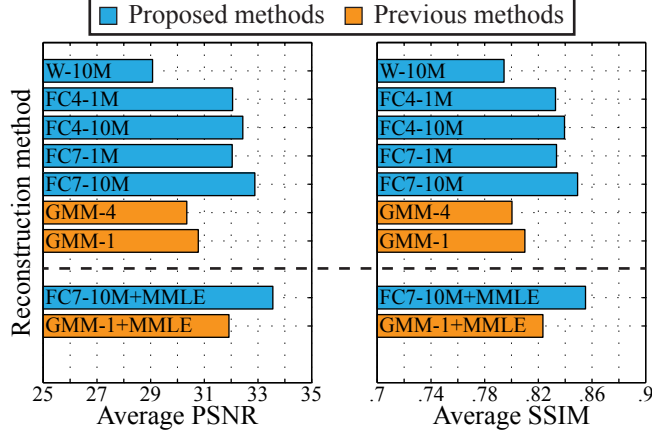 Proposed methods Previous methods
Reconstruction method
W-10M
FC4-1M
FC4-10M
FC7-1M
FC7-10M
GMM-4
GMM-1
FC7-10M+MMLE
GMM-1+MMLE
25 27 29 31 33 35
Average PSNR
W-10M
FC4-1M
FC4-10M
FC7-1M
FC7-10M
GMM-4
GMM-1
FC7-10M+MMLE
GMM-1+MMLE
.7 .74 .78 .82 .86 .9
Average SSIM